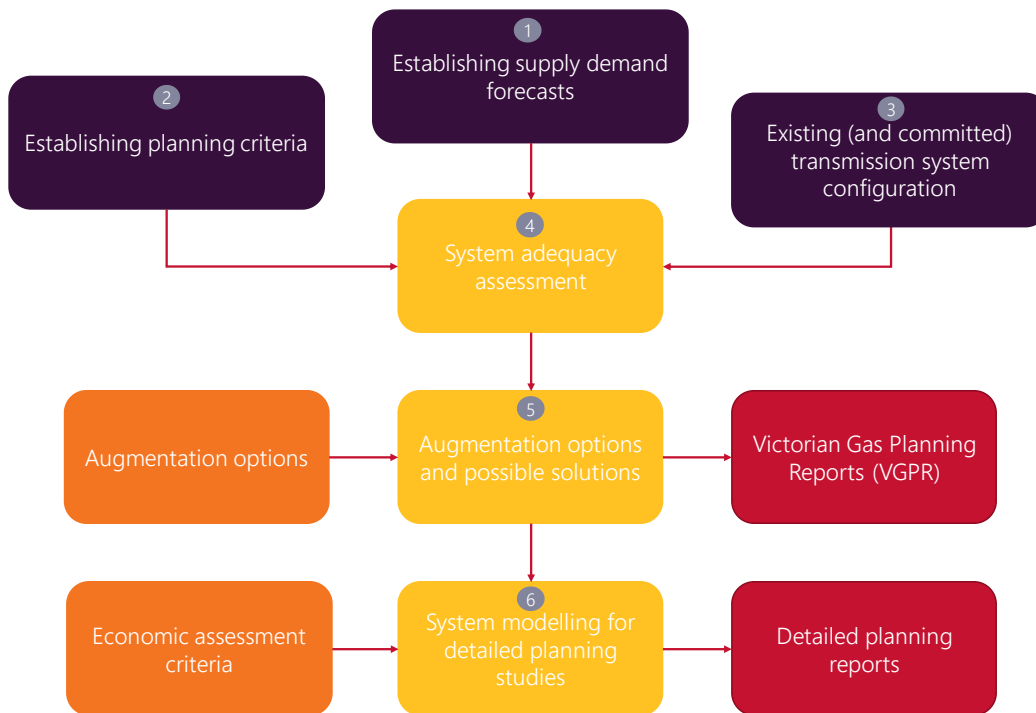 1
Establishing supply demand
forecasts
2
Establishing planning criteria
3
Existing (and committed)
transmission system
configuration
4
System adequacy
assessment
Augmentation options
5
Augmentation options
and possible solutions
Victorian Gas Planning
Reports (VGPR)
Economic assessment
criteria
6
System modelling for
detailed planning
studies
Detailed planning
reports